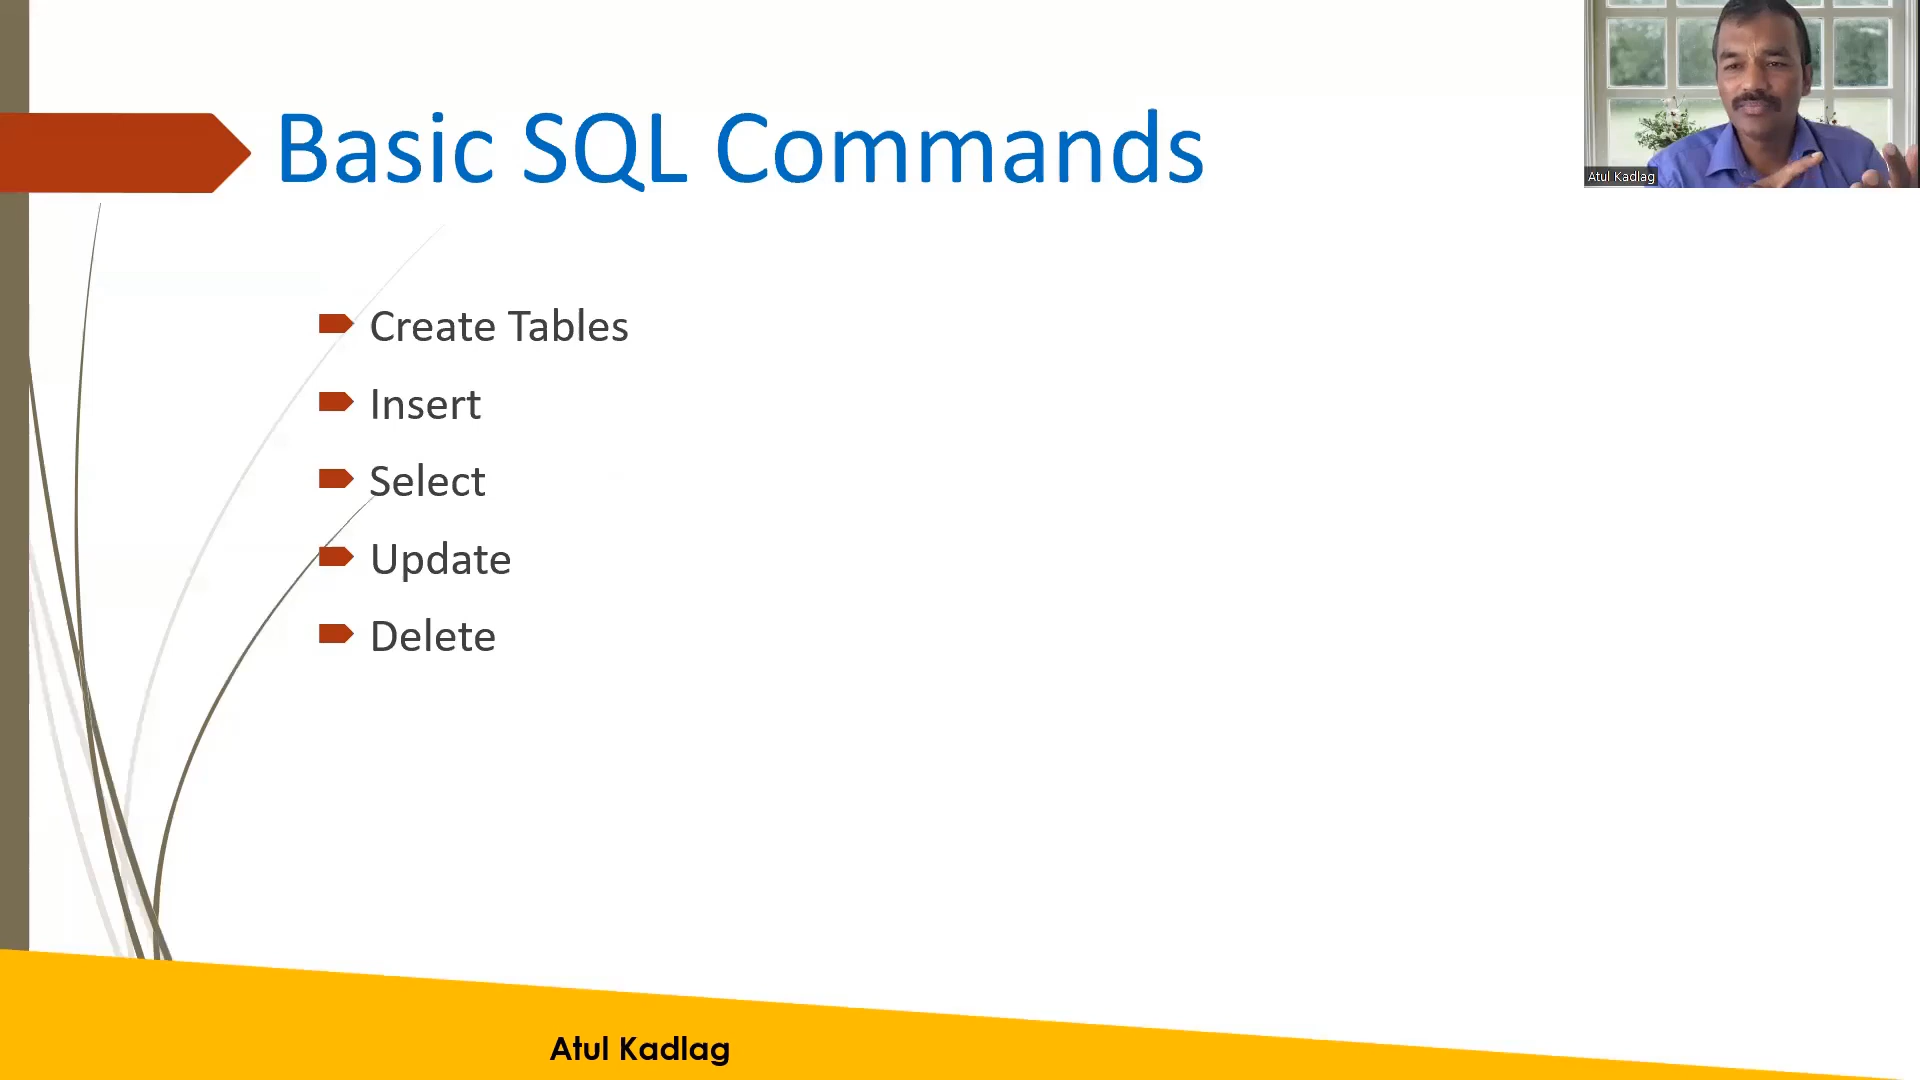 Basic SQL Commands
Atul Kadlag
Create Tables
Insert
Select
Update
Delete
Atul Kadlag